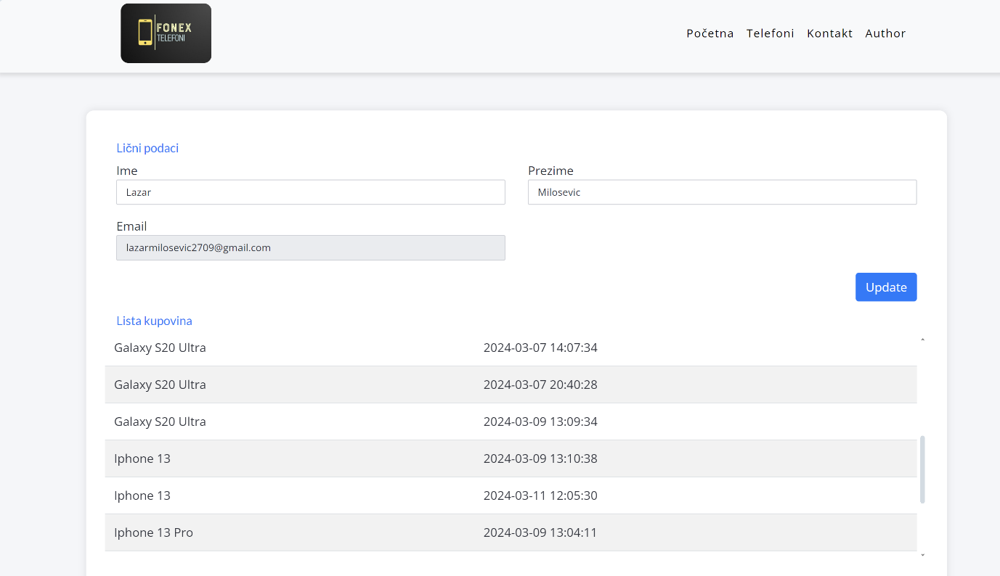 FONEX
TELEFONI
Početna Telefoni Kontakt Author
Lični podaci
Ime Prezime
Lazar Milosevic
Email
lazarmilosevic2709@gmail.com
Update
Lista kupovina
Galaxy S20 Ultra 2024-03-07 14:07:34
Galaxy S20 Ultra 2024-03-07 20:40:28
Galaxy S20 Ultra 2024-03-09 13:09:34
Iphone 13 2024-03-09 13:10:38
Iphone 13 2024-03-11 12:05:30
Iphone 13 Pro 2024-03-09 13:04:11